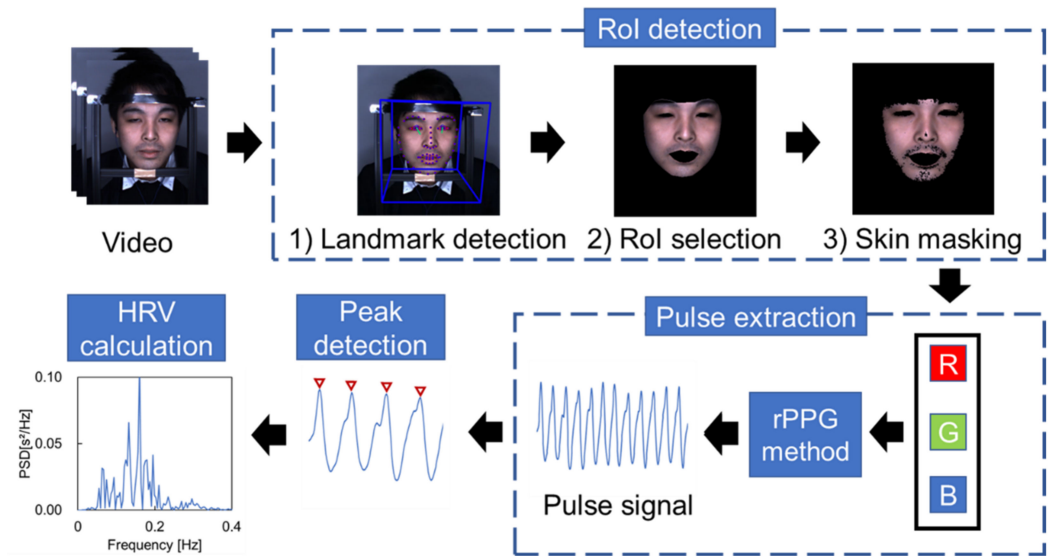 RoI detection
Video
1) Landmark detection
2) RoI selection
3) Skin masking
HRV
calculation
Peak
detection
Pulse extraction
R
G
B
rPPG
method
Pulse signal
PSD[s²/Hz]
0.10
0.05
0.00
0
0.2
0.4
Frequency [Hz]